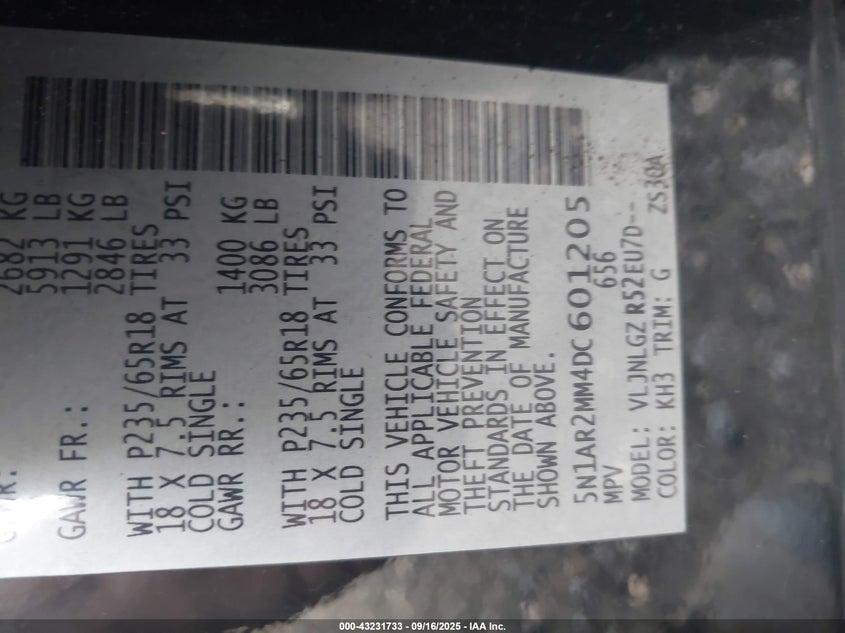 2682 KG
5913 LB
GAWR FR.: 1291 KG
2846 LB
WITH P235/65R18 TIRES
18 X 7.5 RIMS AT 33 PSI
COLD SINGLE
GAWR RR.: 1400 KG
3086 LB
WITH P235/65R18 TIRES
18 X 7.5 RIMS AT 33 PSI
COLD SINGLE
THIS VEHICLE CONFORMS TO
ALL APPLICABLE FEDERAL
MOTOR VEHICLE SAFETY AND
THEFT PREVENTION
STANDARDS IN EFFECT ON
THE DATE OF MANUFACTURE
SHOWN ABOVE.
5N1AR2MM4DC601205
MPV 656
MODEL: VLJNLGZ R52EU7D--
COLOR: KH3 TRIM: G ZS30A
000-43231733 - 09/16/2025 - IAA Inc.